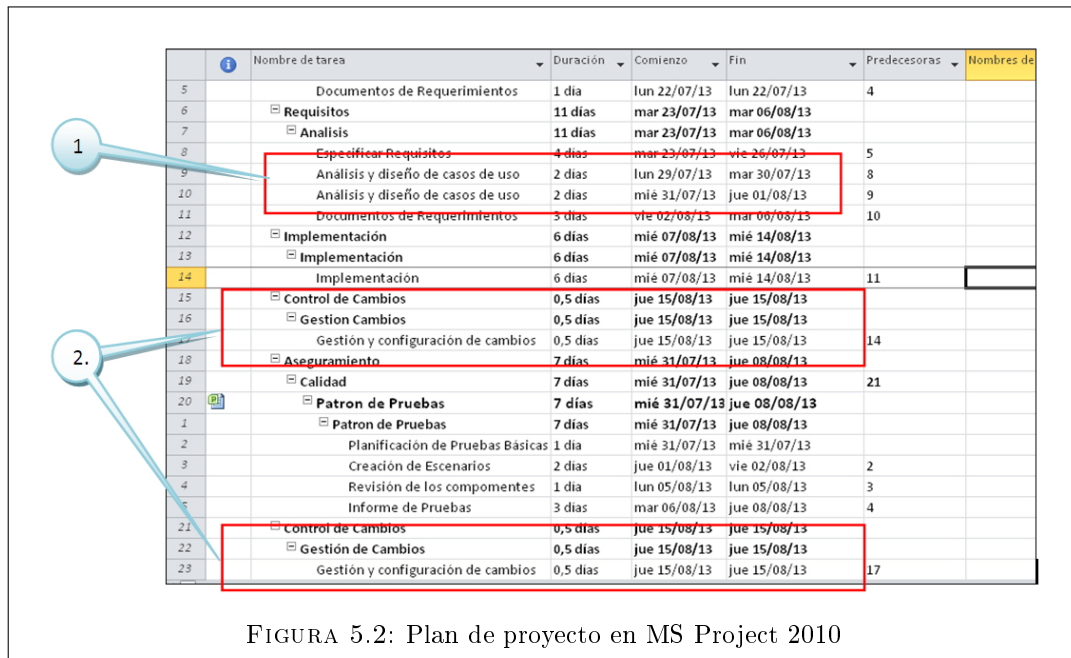 Nombre de tarea Duración Comienzo Fin Predecesoras Nombres de
5 Documentos de Requerimientos 1 dia lun 22/07/13 lun 22/07/13 4
6 Requisitos 11 días mar 23/07/13 mar 06/08/13
7 Analisis 11 días mar 23/07/13 mar 06/08/13
1
8 Especificar Requisitos 4 dias mar 23/07/13 vie 26/07/13 5
9 Análisis y diseño de casos de uso 2 dias lun 29/07/13 mar 30/07/13 8
10 Análisis y diseño de casos de uso 2 dias mié 31/07/13 jue 01/08/13 9
11 Documentos de Requerimientos 3 dias vie 02/08/13 mar 06/08/13 10
12 Implementación 6 días mié 07/08/13 mié 14/08/13
13 Implementación 6 días mié 07/08/13 mié 14/08/13
14 Implementación 6 dias mié 07/08/13 mié 14/08/13 11
15 Control de Cambios 0,5 días jue 15/08/13 jue 15/08/13
16 Gestion Cambios 0,5 días jue 15/08/13 jue 15/08/13
17 Gestión y configuración de cambios 0,5 dias jue 15/08/13 jue 15/08/13 14
2.
18 Aseguramiento 7 días mié 31/07/13 jue 08/08/13
19 Calidad 7 días mié 31/07/13 jue 08/08/13 21
20 Patron de Pruebas 7 días mié 31/07/13 jue 08/08/13
1 Patron de Pruebas 7 días mié 31/07/13 jue 08/08/13
2 Planificación de Pruebas Básicas 1 dia mié 31/07/13 mié 31/07/13
3 Creación de Escenarios 2 dias jue 01/08/13 vie 02/08/13 2
4 Revisión de los compomentes 1 dia lun 05/08/13 lun 05/08/13 3
5 Informe de Pruebas 3 dias mar 06/08/13 jue 08/08/13 4
21 Control de Cambios 0,5 días jue 15/08/13 jue 15/08/13
22 Gestión de Cambios 0,5 días jue 15/08/13 jue 15/08/13
23 Gestión y configuración de cambios 0,5 dias jue 15/08/13 jue 15/08/13 17
FIGURA 5.2: Plan de proyecto en MS Project 2010